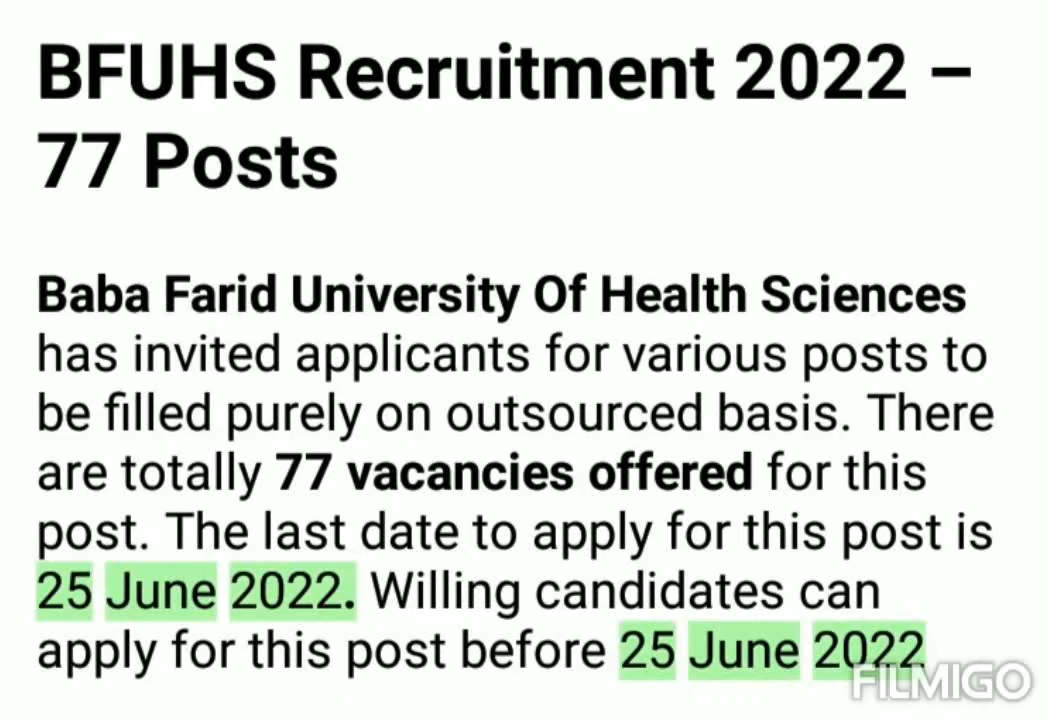 BFUHS Recruitment 2022 –
77 Posts
Baba Farid University Of Health Sciences
has invited applicants for various posts to
be filled purely on outsourced basis. There
are totally 77 vacancies offered for this
post. The last date to apply for this post is
25 June 2022. Willing candidates can
apply for this post before 25 June 2022
FILMIGO